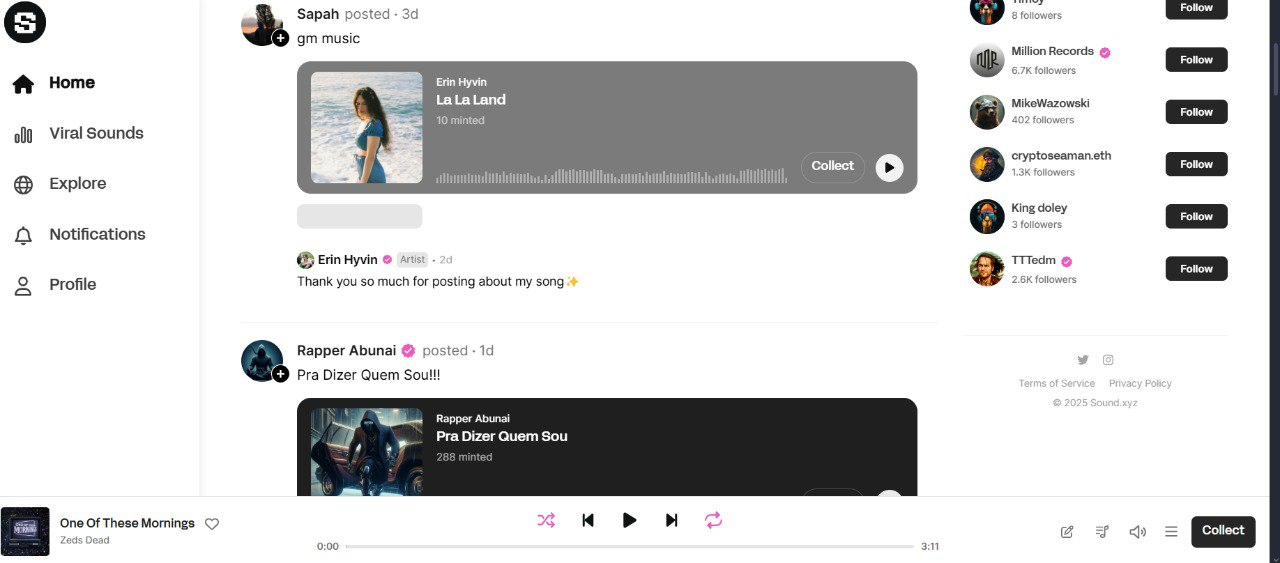 S
Home
Viral Sounds
Explore
Notifications
Profile
Sapah posted · 3d
gm music
Erin Hyvin
La La Land
10 minted
Collect
Erin Hyvin Artist · 2d
Thank you so much for posting about my song✨
Rapper Abunai posted · 1d
Pra Dizer Quem Sou!!!
Rapper Abunai
Pra Dizer Quem Sou
288 minted
8 followers
Follow
Million Records
6.7K followers
Follow
MikeWazowski
402 followers
Follow
cryptoseaman.eth
1.3K followers
Follow
King doley
3 followers
Follow
TTTedm
2.6K followers
Follow
Terms of Service Privacy Policy
© 2025 Sound.xyz
One Of These Mornings
Zeds Dead
0:00
3:11
Collect